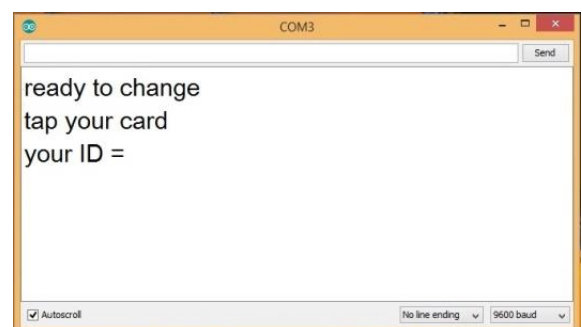 COM3
Send
ready to change
tap your card
your ID =
Autoscroll
No line ending
9600 baud